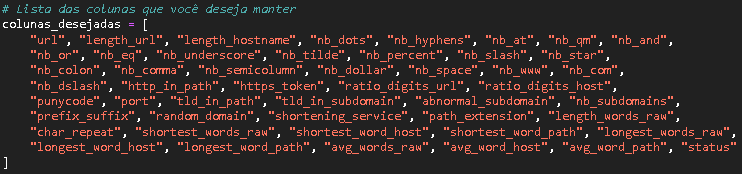 # Lista das colunas que você deseja manter
colunas_desejadas = [
"url", "length_url", "length_hostname", "nb_dots", "nb_hyphens", "nb_at", "nb_qm", "nb_and",
"nb_or", "nb_eq", "nb_underscore", "nb_tilde", "nb_percent", "nb_slash", "nb_star",
"nb_colon", "nb_comma", "nb_semicolumn", "nb_dollar", "nb_space", "nb_www", "nb_com",
"nb_dslash", "http_in_path", "https_token", "ratio_digits_url", "ratio_digits_host",
"punycode", "port", "tld_in_path", "tld_in_subdomain", "abnormal_subdomain", "nb_subdomains",
"prefix_suffix", "random_domain", "shortening_service", "path_extension", "length_words_raw",
"char_repeat", "shortest_words_raw", "shortest_word_host", "shortest_word_path", "longest_words_raw",
"longest_word_host", "longest_word_path", "avg_words_raw", "avg_word_host", "avg_word_path", "status"
]